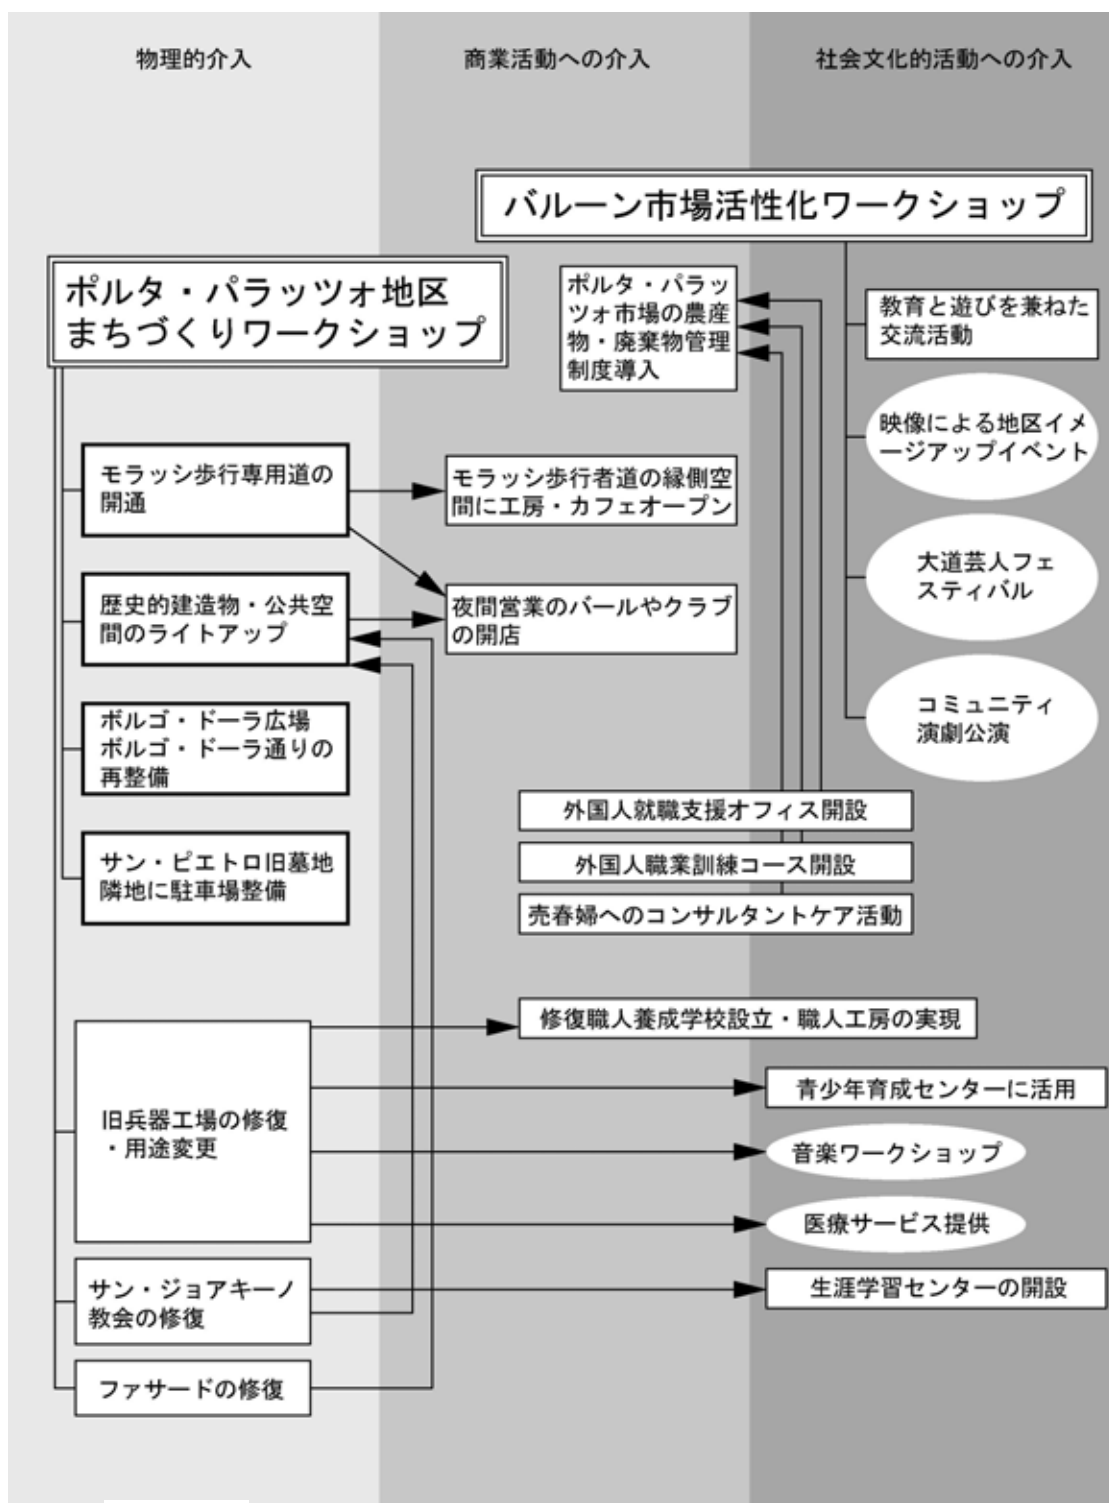 物理的介入
商業活動への介入
社会文化的活動への介入
バルーン市場活性化ワークショップ
ポルタ・パラッツォ地区
まちづくりワークショップ
ポルタ・パラッ
ツォ市場の農産
物・廃棄物管理
制度導入
教育と遊びを兼ねた
交流活動
映像による地区イメ
ージアップイベント
モラッシ歩行専用道の
開通
モラッシ歩行者道の縁側空
間に工房・カフェオープン
大道芸人フェ
スティバル
歴史的建造物・公共空
間のライトアップ
夜間営業のバールやクラブ
の開店
コミュニティ
演劇公演
ボルゴ・ドーラ広場
ボルゴ・ドーラ通りの
再整備
外国人就職支援オフィス開設
サン・ピエトロ旧墓地
隣地に駐車場整備
外国人職業訓練コース開設
売春婦へのコンサルタントケア活動
修復職人養成学校設立・職人工房の実現
旧兵器工場の修復
・用途変更
青少年育成センターに活用
音楽ワークショップ
医療サービス提供
サン・ジョアキーノ
教会の修復
生涯学習センターの開設
ファサードの修復